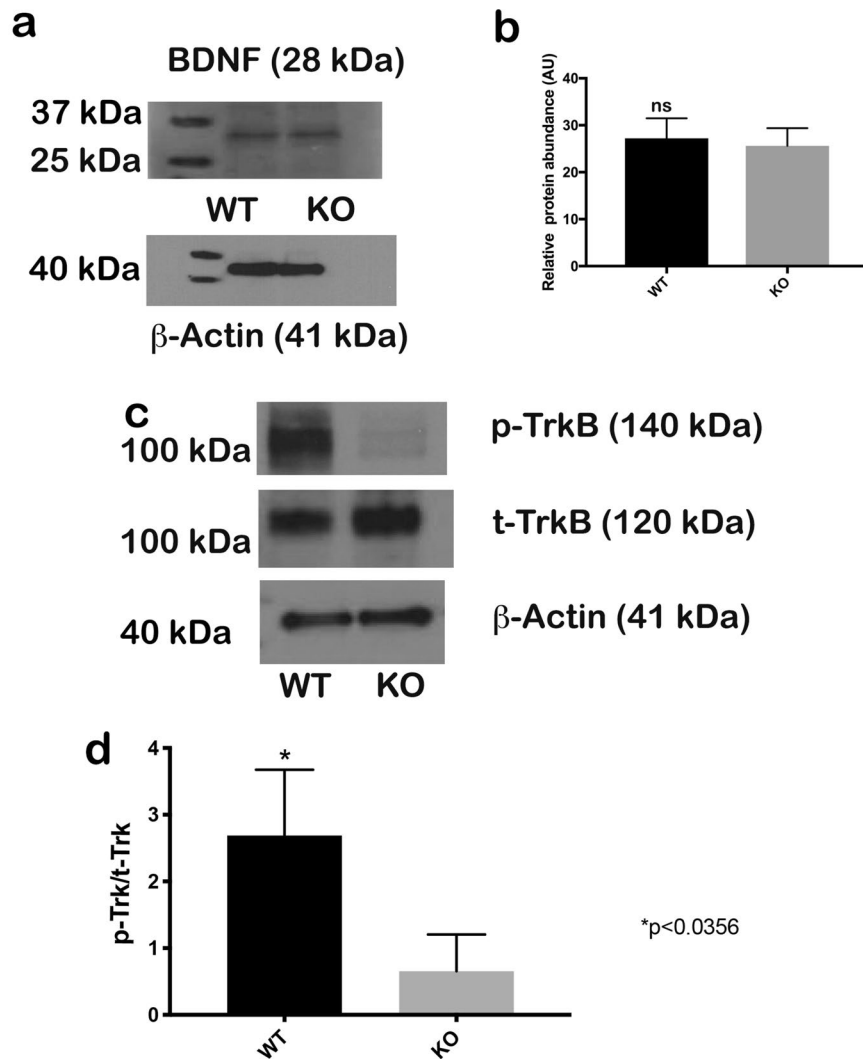 a
BDNF (28 kDa)
37 kDa
25 kDa
WT KO
40 kDa
β-Actin (41 kDa)
b
Relative protein abundance (AU)
40
30
20
10
0
ns
WT
KO
c
100 kDa
p-TrkB (140 kDa)
100 kDa
t-TrkB (120 kDa)
40 kDa
β-Actin (41 kDa)
WT KO
d
p-Trk/t-Trk
4
3
2
1
0
*
WT
KO
*p<0.0356